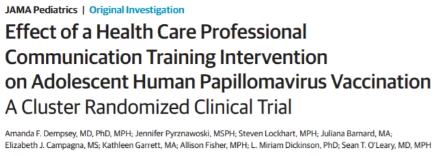 JAMA Pediatrics | Original Investigation
Effect of a Health Care Professional
Communication Training Intervention
on Adolescent Human Papillomavirus Vaccination
A Cluster Randomized Clinical Trial
Amanda F. Dempsey, MD, PhD, MPH; Jennifer Pyrznawoski, MSPH; Steven Lockhart, MPH; Juliana Barnard, MA;
Elizabeth J. Campagna, MS; Kathleen Garrett, MA; Allison Fisher, MPH; L. Miriam Dickinson, PhD; Sean T. O'Leary, MD, MPH